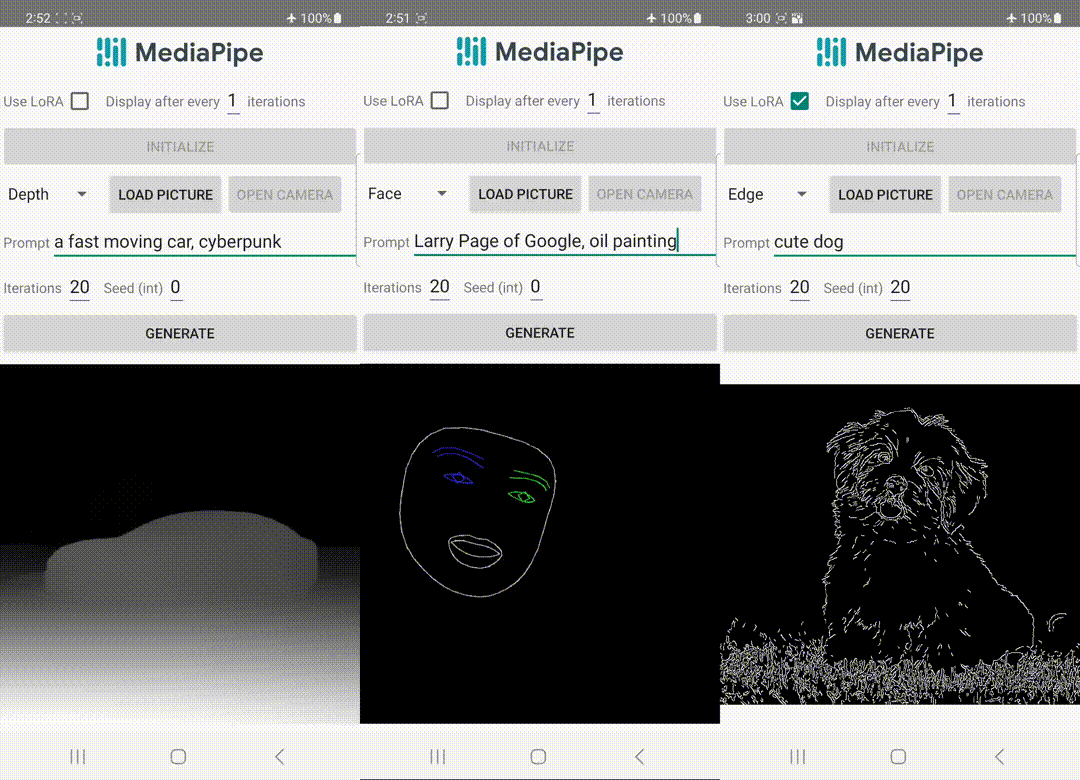 2:52 100%
MediaPipe
Use LoRA Display after every 1 iterations
INITIALIZE
Depth LOAD PICTURE OPEN CAMERA
Prompt a fast moving car, cyberpunk
Iterations 20 Seed (int) 0
GENERATE
2:51 100%
MediaPipe
Use LoRA Display after every 1 iterations
INITIALIZE
Face LOAD PICTURE OPEN CAMERA
Prompt Larry Page of Google, oil painting
Iterations 20 Seed (int) 0
GENERATE
3:00 100%
MediaPipe
Use LoRA Display after every 1 iterations
INITIALIZE
Edge LOAD PICTURE OPEN CAMERA
Prompt cute dog
Iterations 20 Seed (int) 20
GENERATE